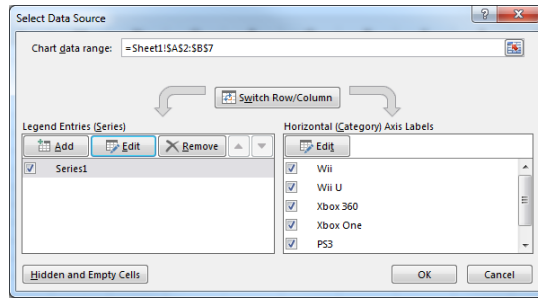 Select Data Source
Chart data range: =Sheet1!$A$2:$B$7
Switch Row/Column
Legend Entries (Series)
Add Edit Remove
Series1
Horizontal (Category) Axis Labels
Edit
Wii
Wii U
Xbox 360
Xbox One
PS3
Hidden and Empty Cells
OK Cancel